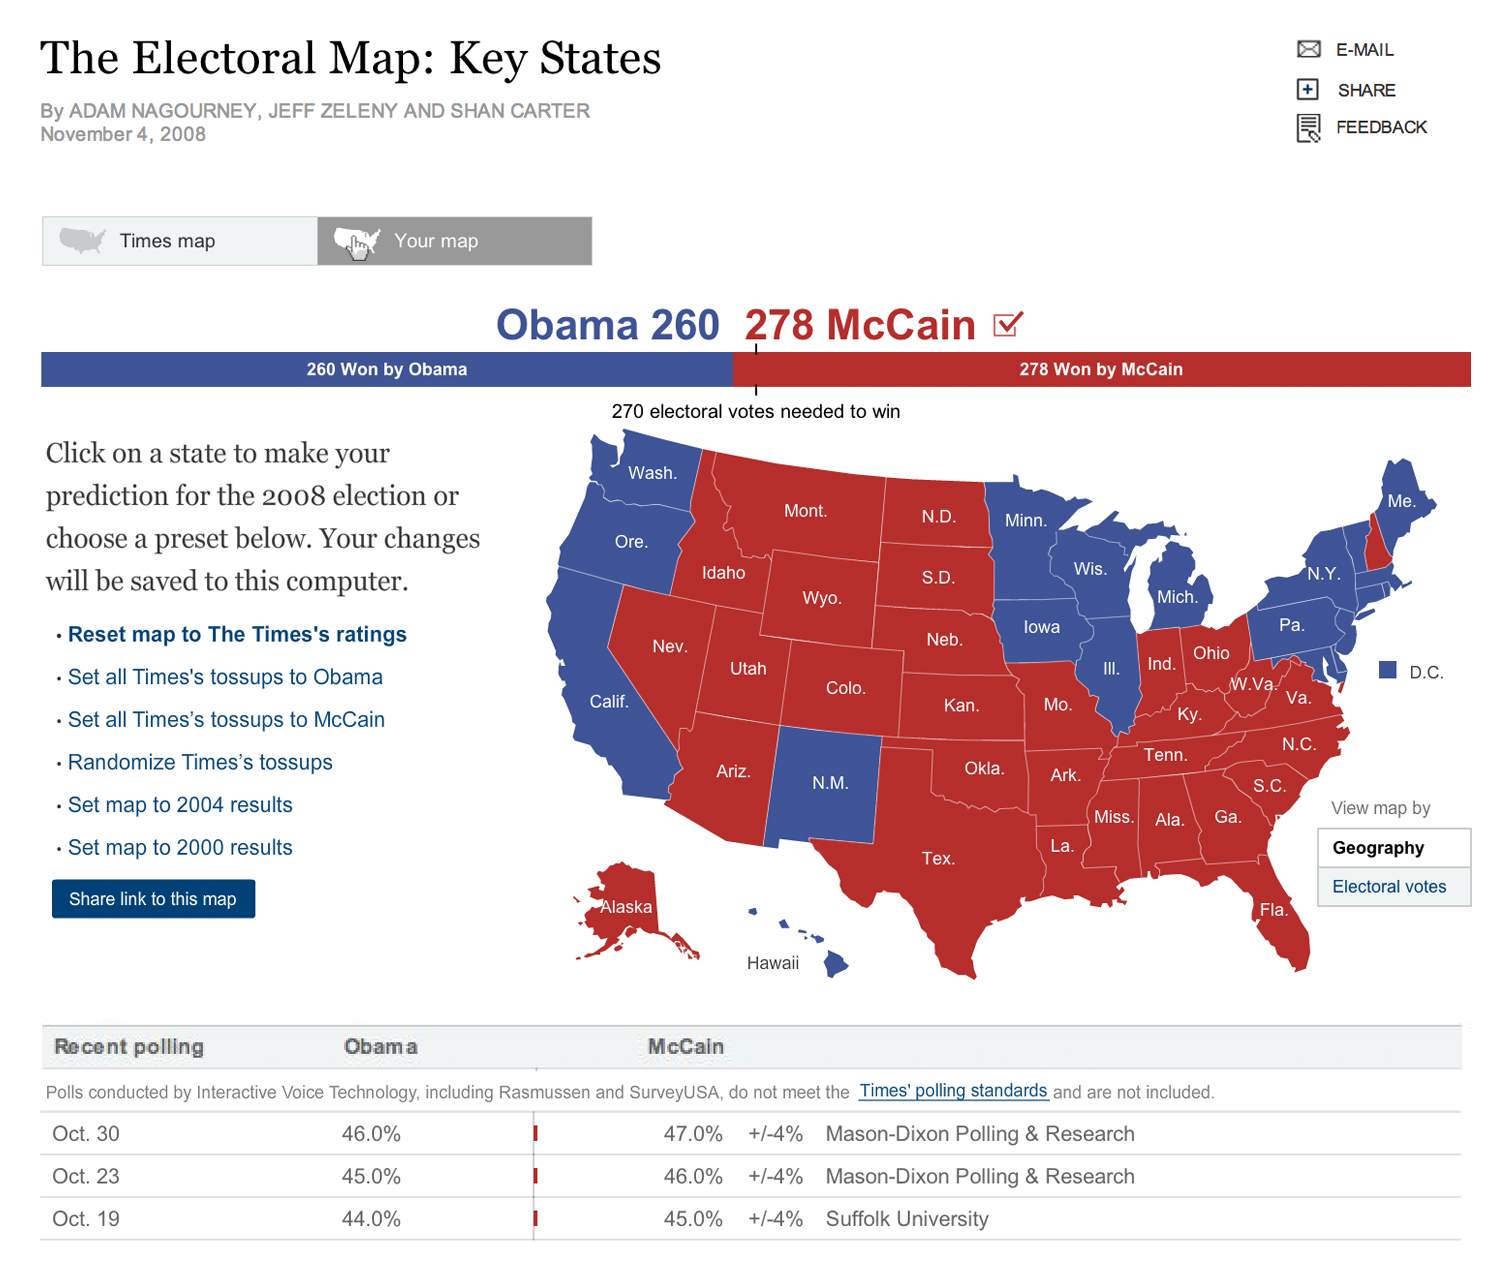 The Electoral Map: Key States
By ADAM NAGOURNEY, JEFF ZELENY AND SHAN CARTER
November 4, 2008
E-MAIL
SHARE
FEEDBACK
Times map
Your map
Obama 260 278 McCain
260 Won by Obama
278 Won by McCain
270 electoral votes needed to win
Click on a state to make your
prediction for the 2008 election or
choose a preset below. Your changes
will be saved to this computer.
· Reset map to The Times's ratings
· Set all Times's tossups to Obama
· Set all Times’s tossups to McCain
· Randomize Times’s tossups
· Set map to 2004 results
· Set map to 2000 results
Share link to this map
Wash.
Ore.
Calif.
Idaho
Nev.
Mont.
Wyo.
Utah
Colo.
Ariz.
N.M.
N.D.
S.D.
Neb.
Kan.
Okla.
Tex.
Minn.
Iowa
Mo.
Ark.
La.
Wis.
Ill.
Mich.
Ind.
Ohio
Ky.
Tenn.
Miss.
Ala.
Ga.
Fla.
S.C.
N.C.
Va.
W.Va.
Pa.
N.Y.
Me.
D.C.
Alaska
Hawaii
View map by
Geography
Electoral votes
Recent polling Obama McCain
Polls conducted by Interactive Voice Technology, including Rasmussen and SurveyUSA, do not meet the Times' polling standards and are not included.
Oct. 30 46.0% 47.0% +/-4% Mason-Dixon Polling & Research
Oct. 23 45.0% 46.0% +/-4% Mason-Dixon Polling & Research
Oct. 19 44.0% 45.0% +/-4% Suffolk University